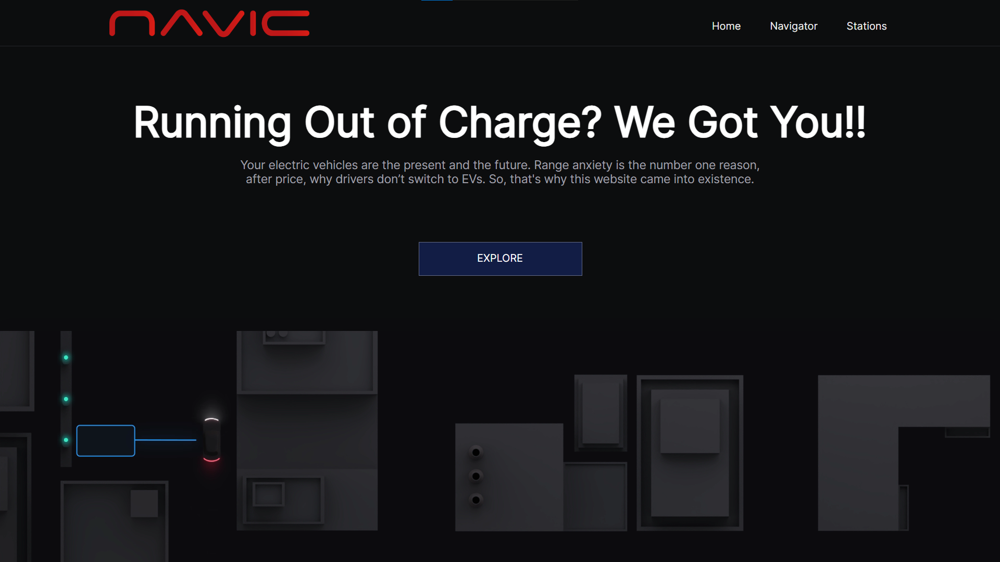 NAVIC
Home
Navigator
Stations
Running Out of Charge? We Got You!!
Your electric vehicles are the present and the future. Range anxiety is the number one reason,
after price, why drivers don’t switch to EVs. So, that's why this website came into existence.
EXPLORE